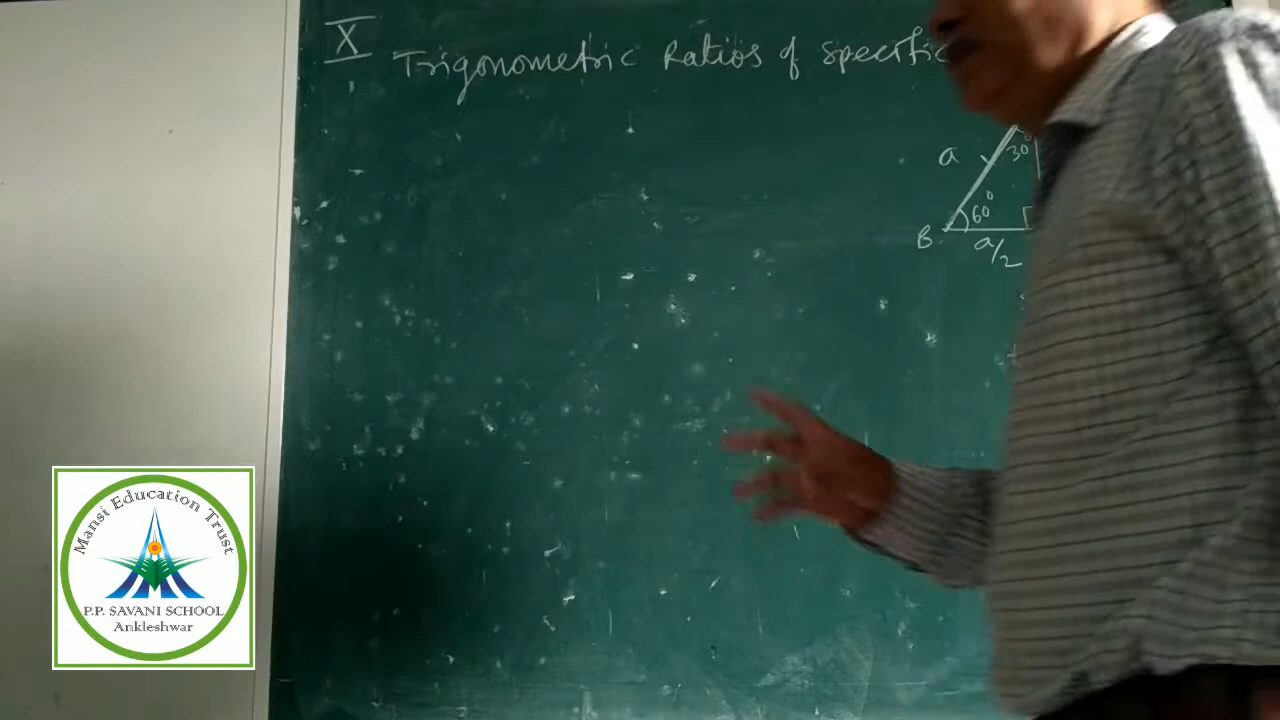 X
Trigonometric Ratios of Specific
a
30°
60°
B
a/2
Mansi Education Trust
P.P. SAVANI SCHOOL
Ankleshwar